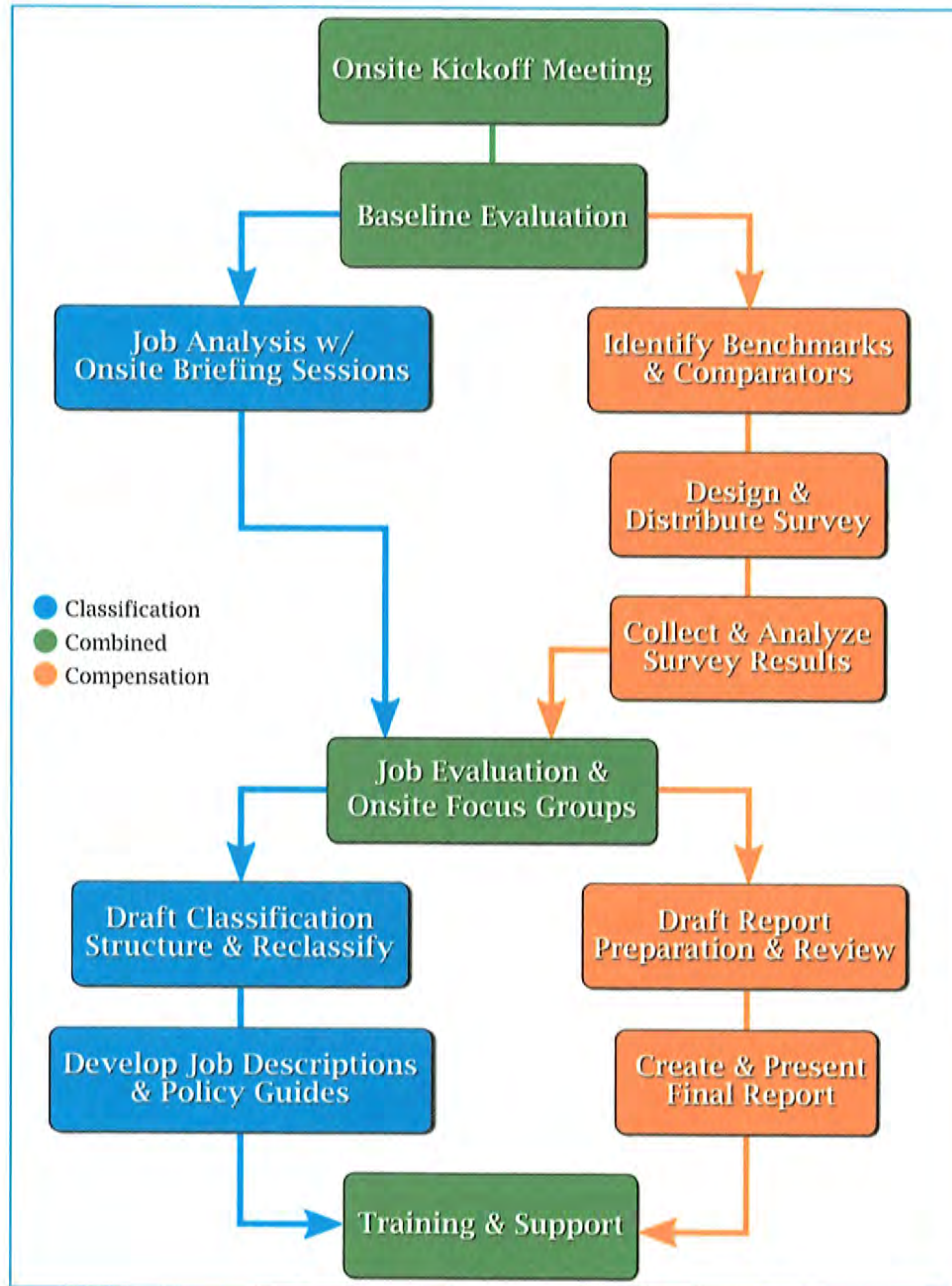 Onsite Kickoff Meeting
Baseline Evaluation
Job Analysis w/
Onsite Briefing Sessions
Identify Benchmarks
& Comparators
Design &
Distribute Survey
Classification
Combined
Compensation
Collect & Analyze
Survey Results
Job Evaluation &
Onsite Focus Groups
Draft Classification
Structure & Reclassify
Draft Report
Preparation & Review
Develop Job Descriptions
& Policy Guides
Create & Present
Final Report
Training & Support